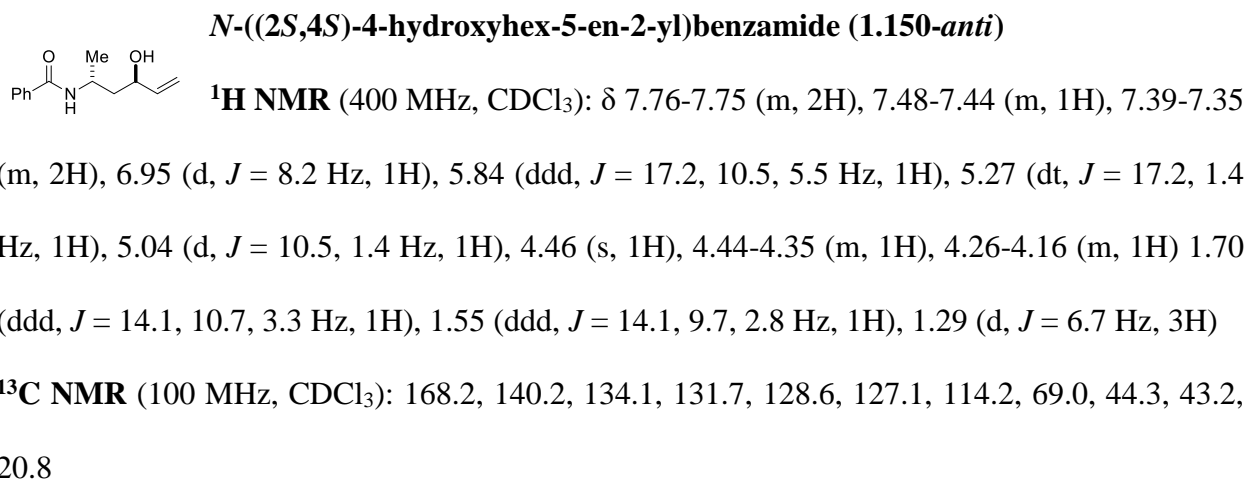 N-((2S,4S)-4-hydroxyhex-5-en-2-yl)benzamide (1.150-anti)
O Me OH
Ph N
H
¹H NMR (400 MHz, CDCl₃): δ 7.76-7.75 (m, 2H), 7.48-7.44 (m, 1H), 7.39-7.35
(m, 2H), 6.95 (d, J = 8.2 Hz, 1H), 5.84 (ddd, J = 17.2, 10.5, 5.5 Hz, 1H), 5.27 (dt, J = 17.2, 1.4
Hz, 1H), 5.04 (d, J = 10.5, 1.4 Hz, 1H), 4.46 (s, 1H), 4.44-4.35 (m, 1H), 4.26-4.16 (m, 1H) 1.70
(ddd, J = 14.1, 10.7, 3.3 Hz, 1H), 1.55 (ddd, J = 14.1, 9.7, 2.8 Hz, 1H), 1.29 (d, J = 6.7 Hz, 3H)
¹³C NMR (100 MHz, CDCl₃): 168.2, 140.2, 134.1, 131.7, 128.6, 127.1, 114.2, 69.0, 44.3, 43.2,
20.8